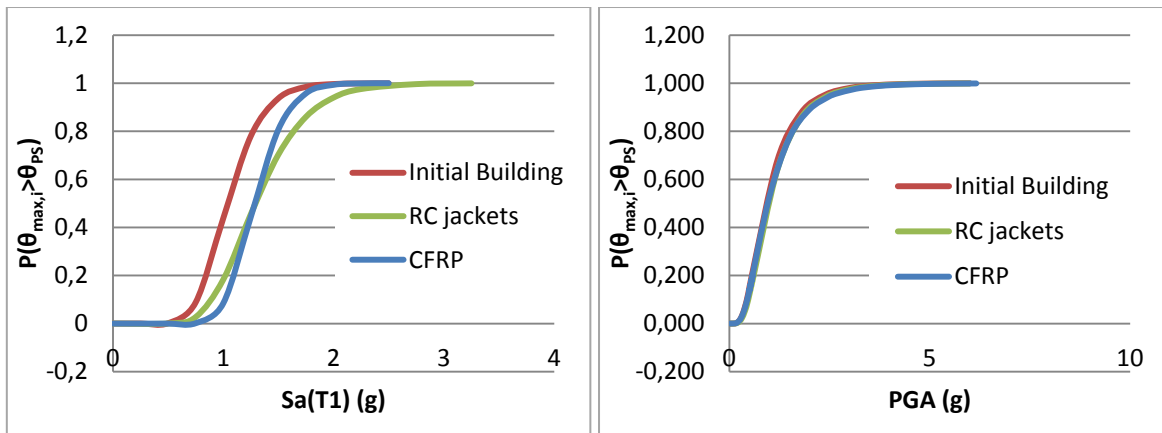 1,2
1
0,8
0,6
0,4
0,2
0
-0,2
0
1
2
3
4
P(θmax,i>θPS)
Sa(T1) (g)
Initial Building
RC jackets
CFRP
1,200
1,000
0,800
0,600
0,400
0,200
0,000
-0,200
0
5
10
P(θmax,i>θPS)
PGA (g)
Initial Building
RC jackets
CFRP